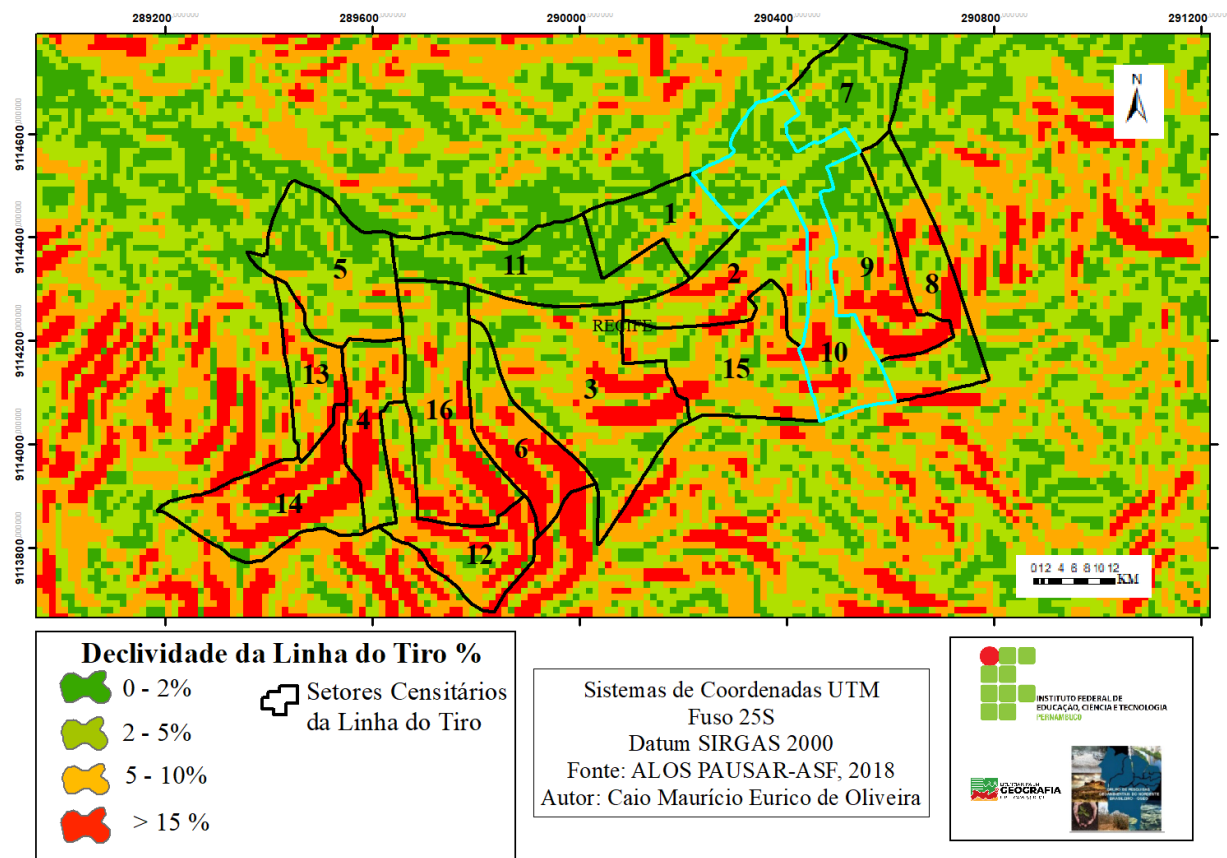 289200 289600 290000 290400 290800 291200
9114600
9114400
9114200
9114000
9113800
N
7
1
11
5
2
9
8
RECIFE
10
15
13
3
16
4
6
14
12
0 1 2 4 6 8 10 12
KM
Declividade da Linha do Tiro %
0 - 2%
2 - 5%
5 - 10%
> 15 %
Setores Censitários
da Linha do Tiro
Sistemas de Coordenadas UTM
Fuso 25S
Datum SIRGAS 2000
Fonte: ALOS PAUSAR-ASF, 2018
Autor: Caio Maurício Eurico de Oliveira
INSTITUTO FEDERAL DE
EDUCAÇÃO, CIÊNCIA E TECNOLOGIA
PERNAMBUCO
GEOGRAFIA